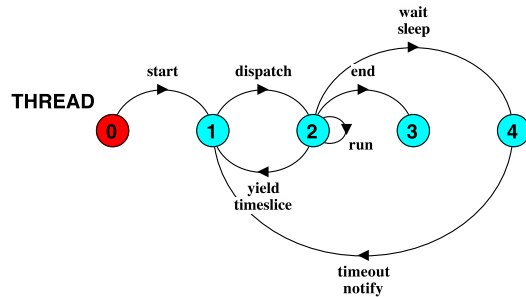 wait
sleep
start
dispatch
end
THREAD
0
1
2
3
4
run
yield
timeslice
timeout
notify